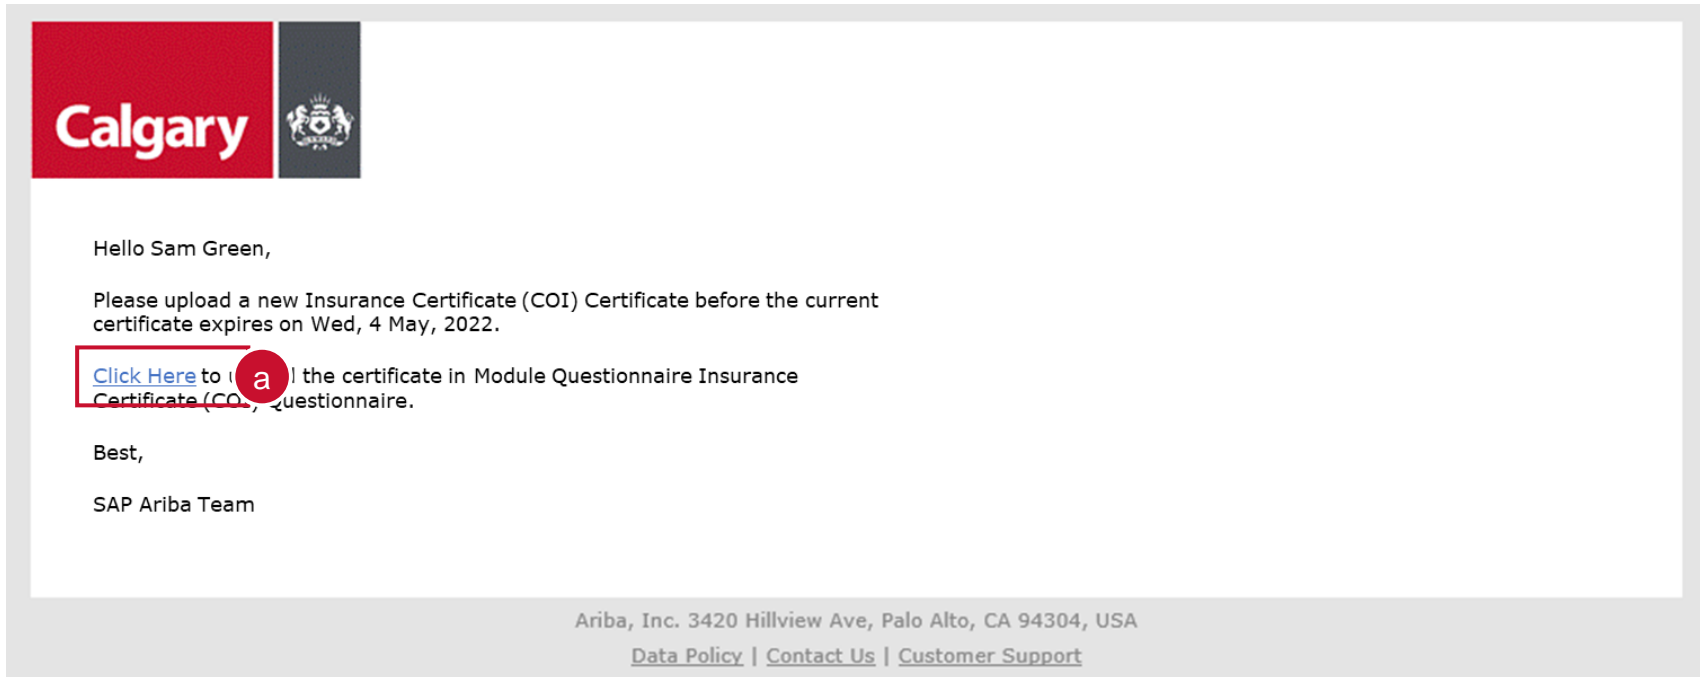 Calgary
Hello Sam Green,
Please upload a new Insurance Certificate (COI) Certificate before the current
certificate expires on Wed, 4 May, 2022.
Click Here to a the certificate in Module Questionnaire Insurance
Certificate (COI) Questionnaire.
Best,
SAP Ariba Team
Ariba, Inc. 3420 Hillview Ave, Palo Alto, CA 94304, USA
Data Policy | Contact Us | Customer Support